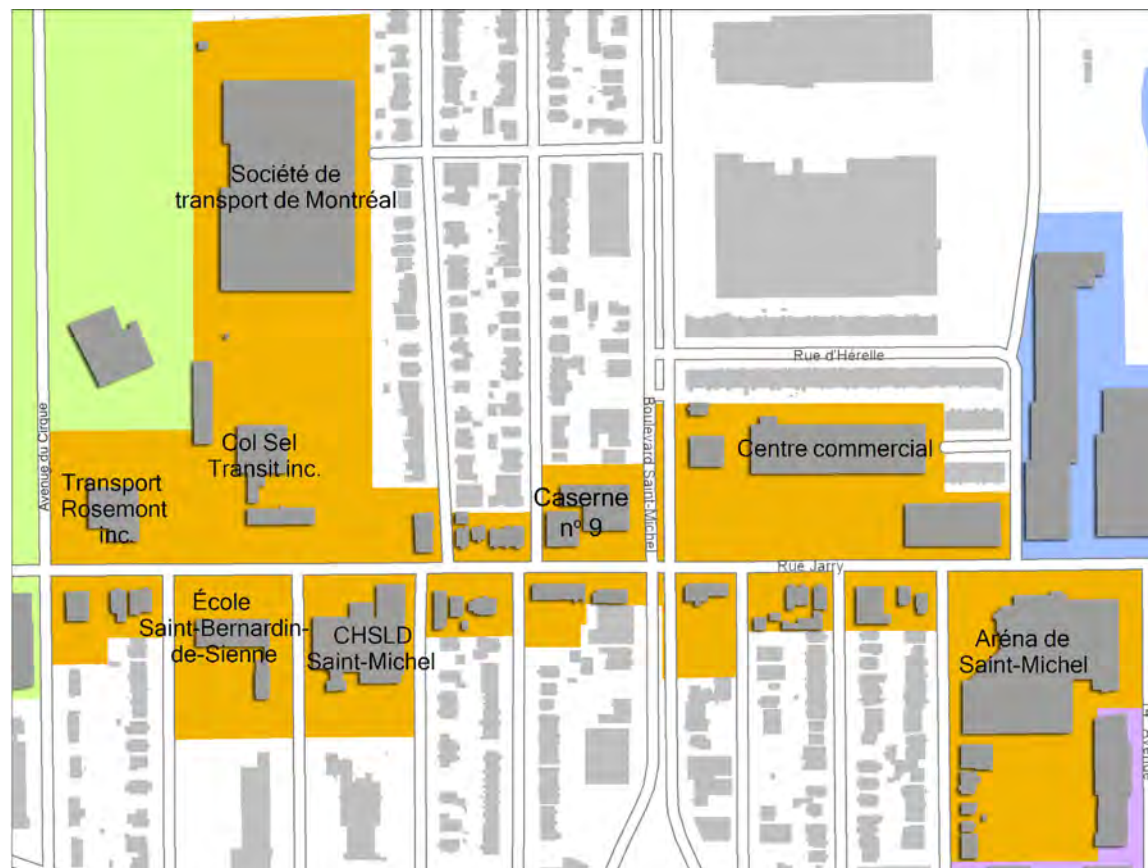 Société de
transport de Montréal
Rue d'Hérelle
Avenue du Cirque
Boulevard Saint-Michel
Col Sel
Transit inc.
Centre commercial
Transport
Rosemont
inc.
Caserne
nº 9
Rue Jarry
École
Saint-Bernardin-
de-Sienne
CHSLD
Saint-Michel
Aréna de
Saint-Michel